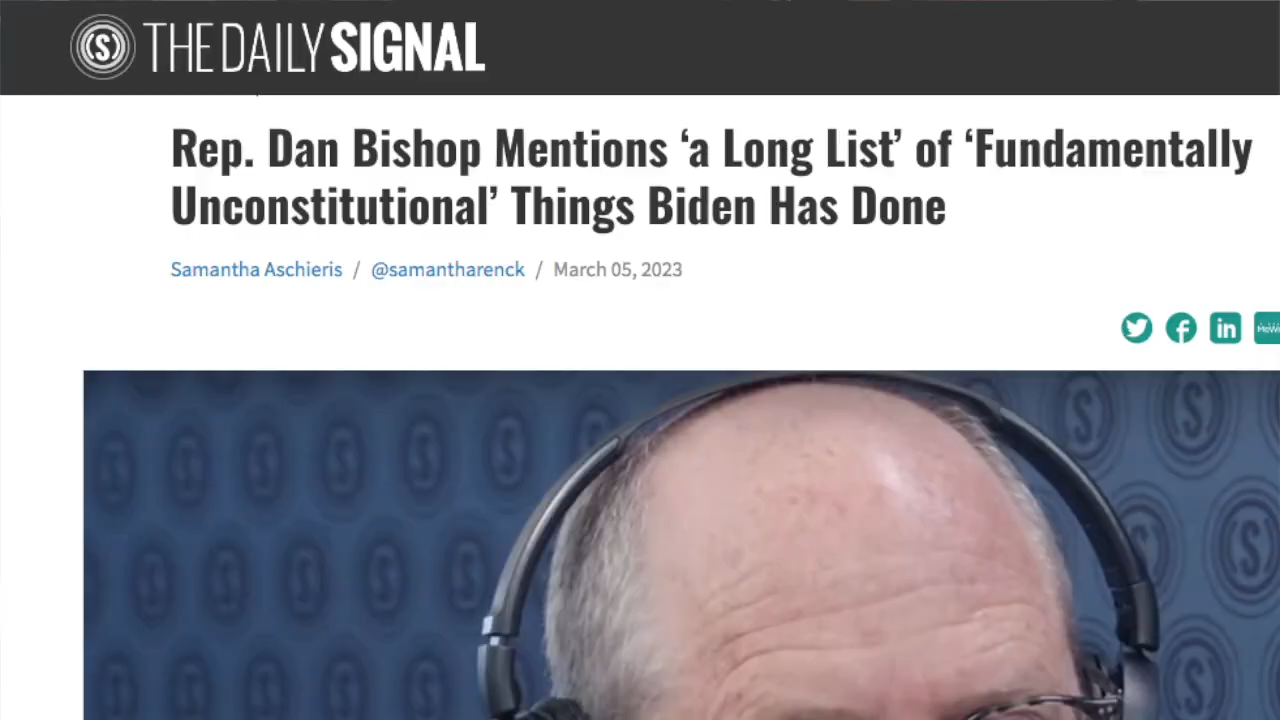 THE DAILY SIGNAL
Rep. Dan Bishop Mentions ‘a Long List’ of ‘Fundamentally
Unconstitutional’ Things Biden Has Done
Samantha Aschieris / @samantharenck / March 05, 2023